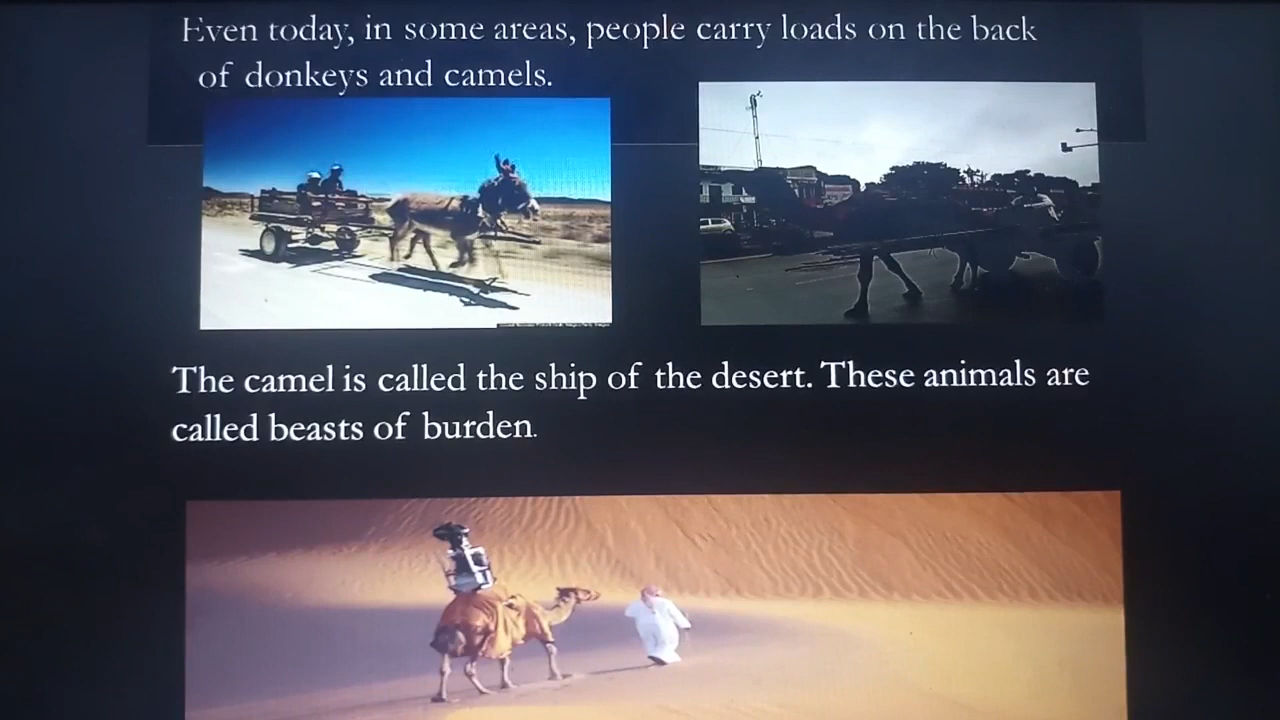 Even today, in some areas, people carry loads on the back
of donkeys and camels.
The camel is called the ship of the desert. These animals are
called beasts of burden.